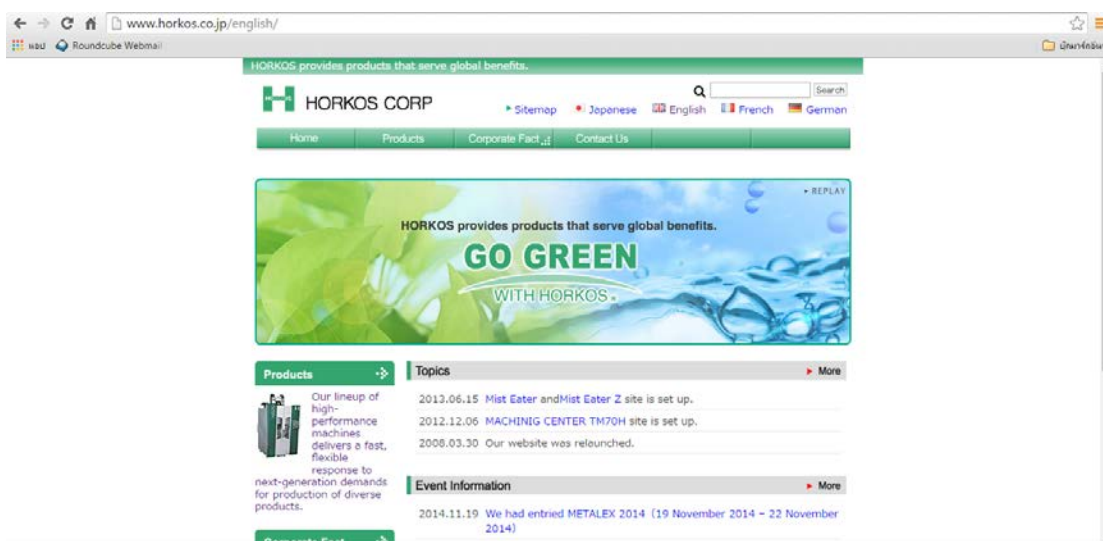 www.horkos.co.jp/english/
แอป Roundcube Webmail
HORKOS provides products that serve global benefits.
HORKOS CORP
Search
Sitemap Japanese English French German
Home Products Corporate Fact Contact Us
REPLAY
HORKOS provides products that serve global benefits.
GO GREEN
WITH HORKOS
Products
Our lineup of
high-
performance
machines
delivers a fast,
flexible
response to
next-generation demands
for production of diverse
products.
Topics More
2013.06.15 Mist Eater andMist Eater Z site is set up.
2012.12.06 MACHINIG CENTER TM70H site is set up.
2008.03.30 Our website was relaunched.
Event Information More
2014.11.19 We had entried METALEX 2014 (19 November 2014 – 22 November
2014)